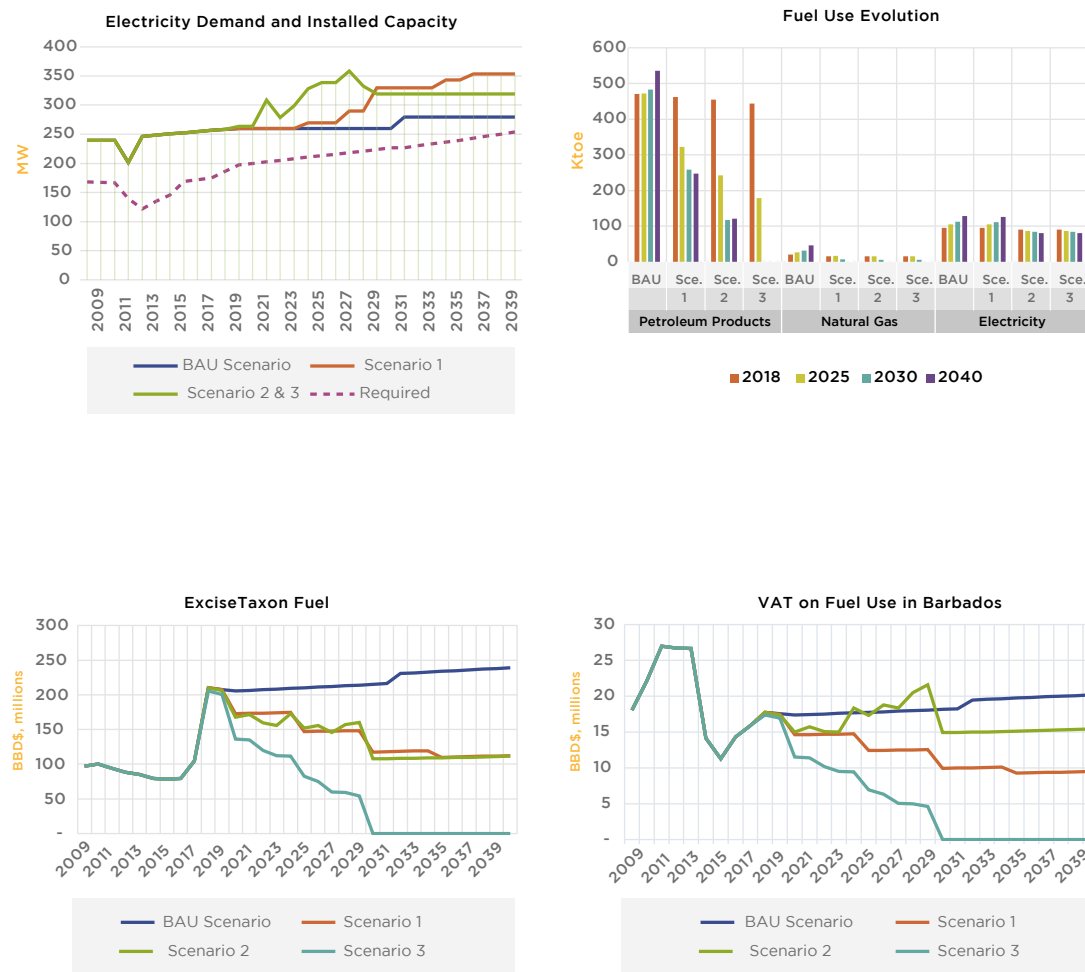 Electricity Demand and Installed Capacity
400
350
300
250
200
150
100
50
0
MW
2009 2011 2013 2015 2017 2019 2021 2023 2025 2027 2029 2031 2033 2035 2037 2039
BAU Scenario Scenario 1
Scenario 2 & 3 Required
Fuel Use Evolution
600
500
400
300
200
100
0
Ktoe
BAU Sce. Sce. Sce. BAU Sce. Sce. Sce. BAU Sce. Sce. Sce.
1 2 3 1 2 3 1 2 3
Petroleum Products Natural Gas Electricity
2018 2025 2030 2040
ExciseTaxon Fuel
300
250
200
150
100
50
-
BBD$, millions
2009 2011 2013 2015 2017 2019 2021 2023 2025 2027 2029 2031 2033 2035 2037 2039
BAU Scenario Scenario 1
Scenario 2 Scenario 3
VAT on Fuel Use in Barbados
30
25
20
15
10
5
-
BBD$, millions
2009 2011 2013 2015 2017 2019 2021 2023 2025 2027 2029 2031 2033 2035 2037 2039
BAU Scenario Scenario 1
Scenario 2 Scenario 3